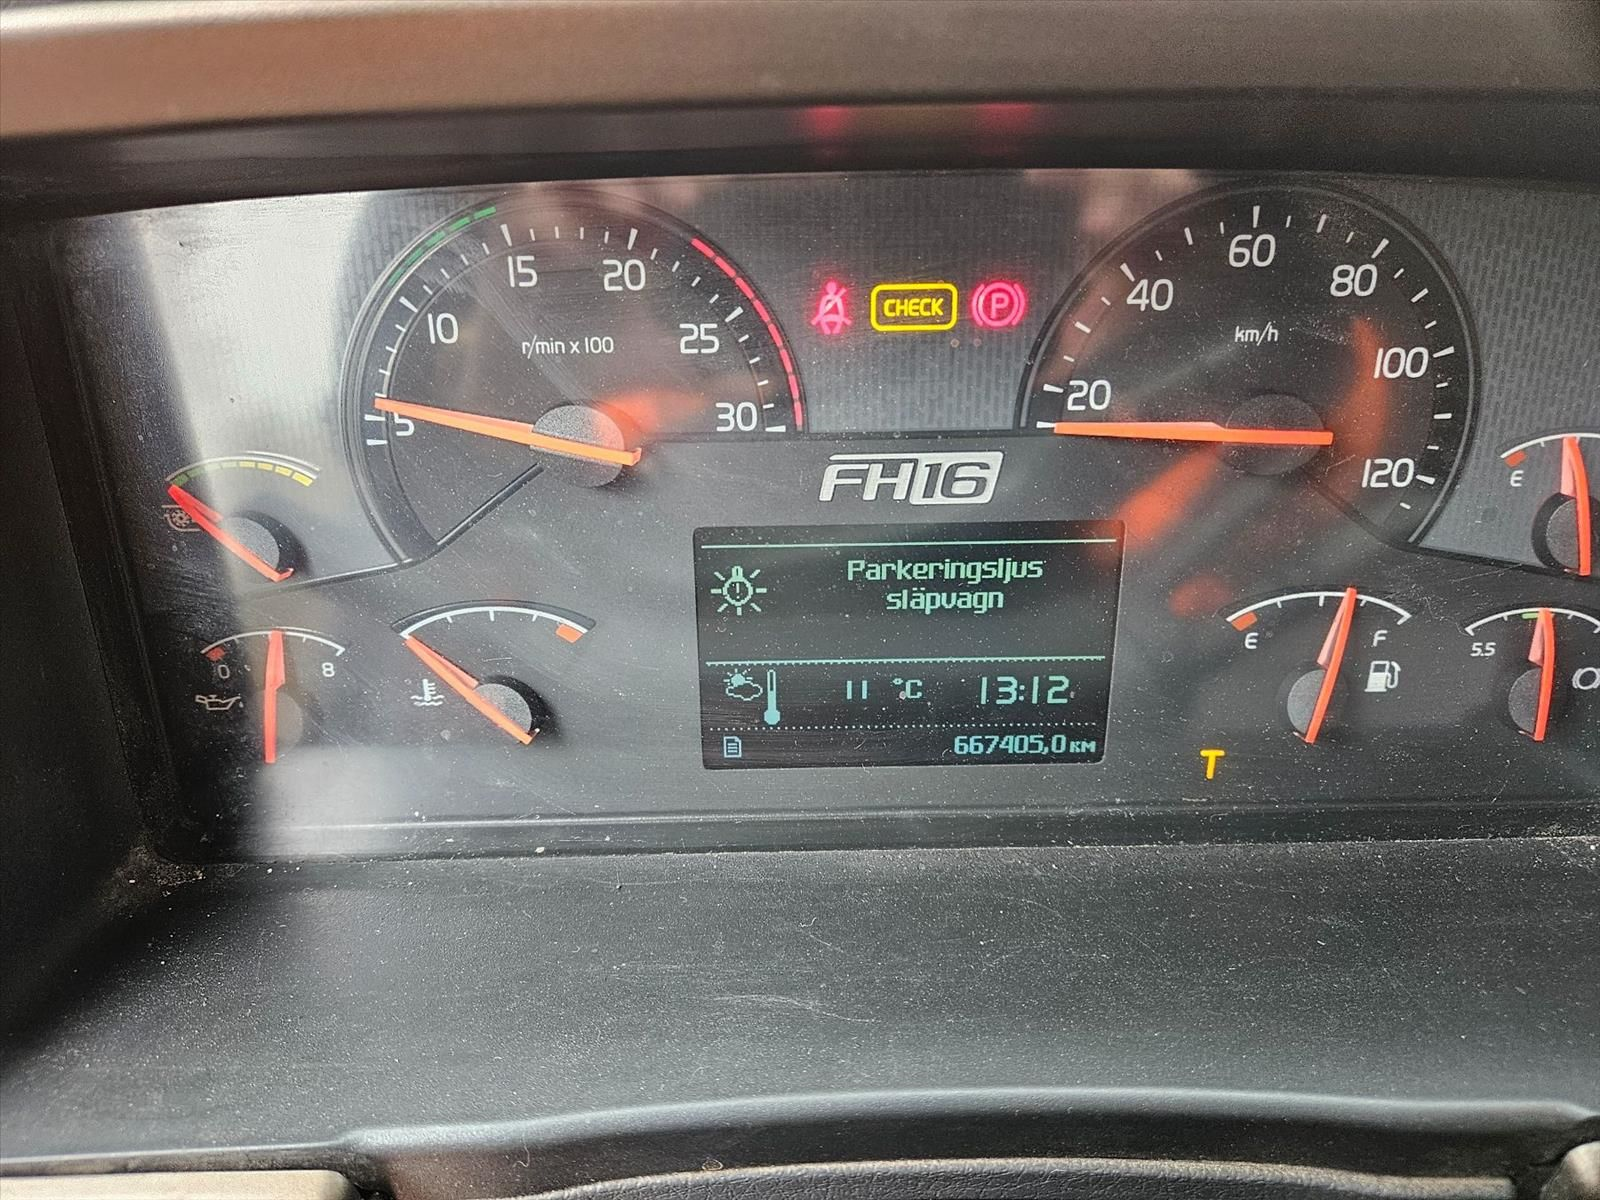 15
20
10
r/min x 100
25
5
30
CHECK
P
60
40
80
km/h
20
100
120
FH16
E
0
8
Parkeringsljus
släpvagn
11 °C
13:12
667405,0 KM
E
F
5.5
T